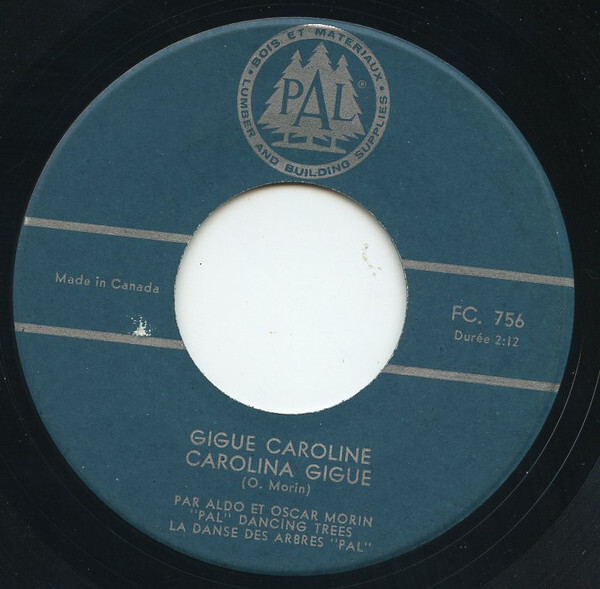 BOIS ET MATERIAUX
PAL®
LUMBER AND BUILDING SUPPLIES
Made in Canada
FC. 756
Durée 2:12
GIGUE CAROLINE
CAROLINA GIGUE
(O. Morin)
PAR ALDO ET OSCAR MORIN
"PAL" DANCING TREES
LA DANSE DES ARBRES "PAL"